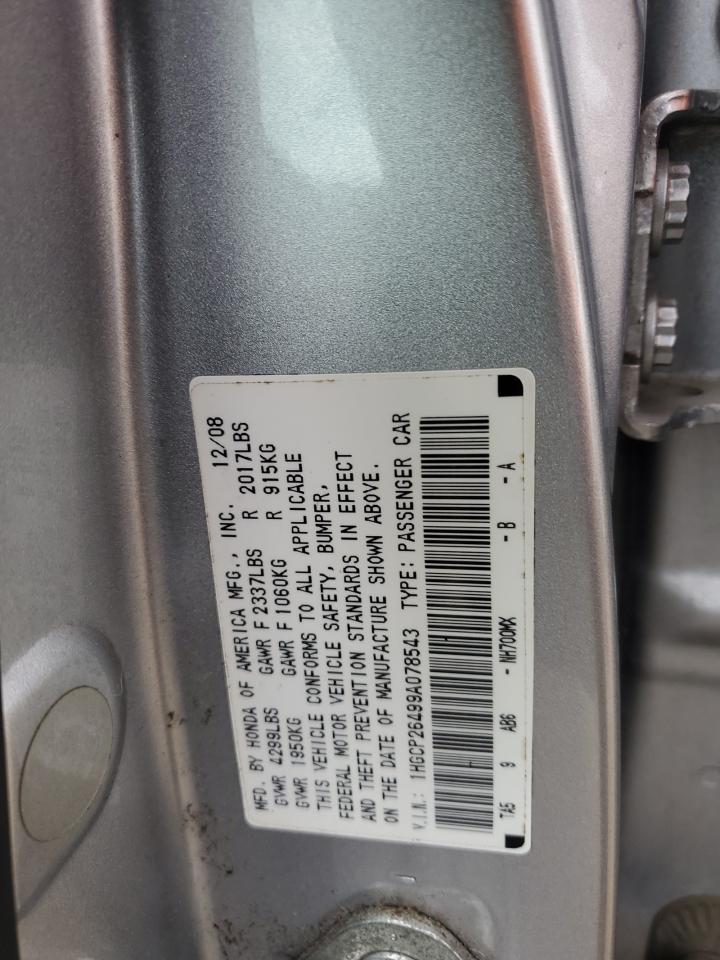 MFD. BY HONDA OF AMERICA MFG., INC. 12/08
GVWR 4299LBS GAWR F 2337LBS R 2017LBS
GVWR 1950KG GAWR F 1060KG R 915KG
THIS VEHICLE CONFORMS TO ALL APPLICABLE
FEDERAL MOTOR VEHICLE SAFETY, BUMPER,
AND THEFT PREVENTION STANDARDS IN EFFECT
ON THE DATE OF MANUFACTURE SHOWN ABOVE.
V.I.N.: 1HGCP26499A078543 TYPE: PASSENGER CAR
TA5 9 AB6 - NH700MX - B - A